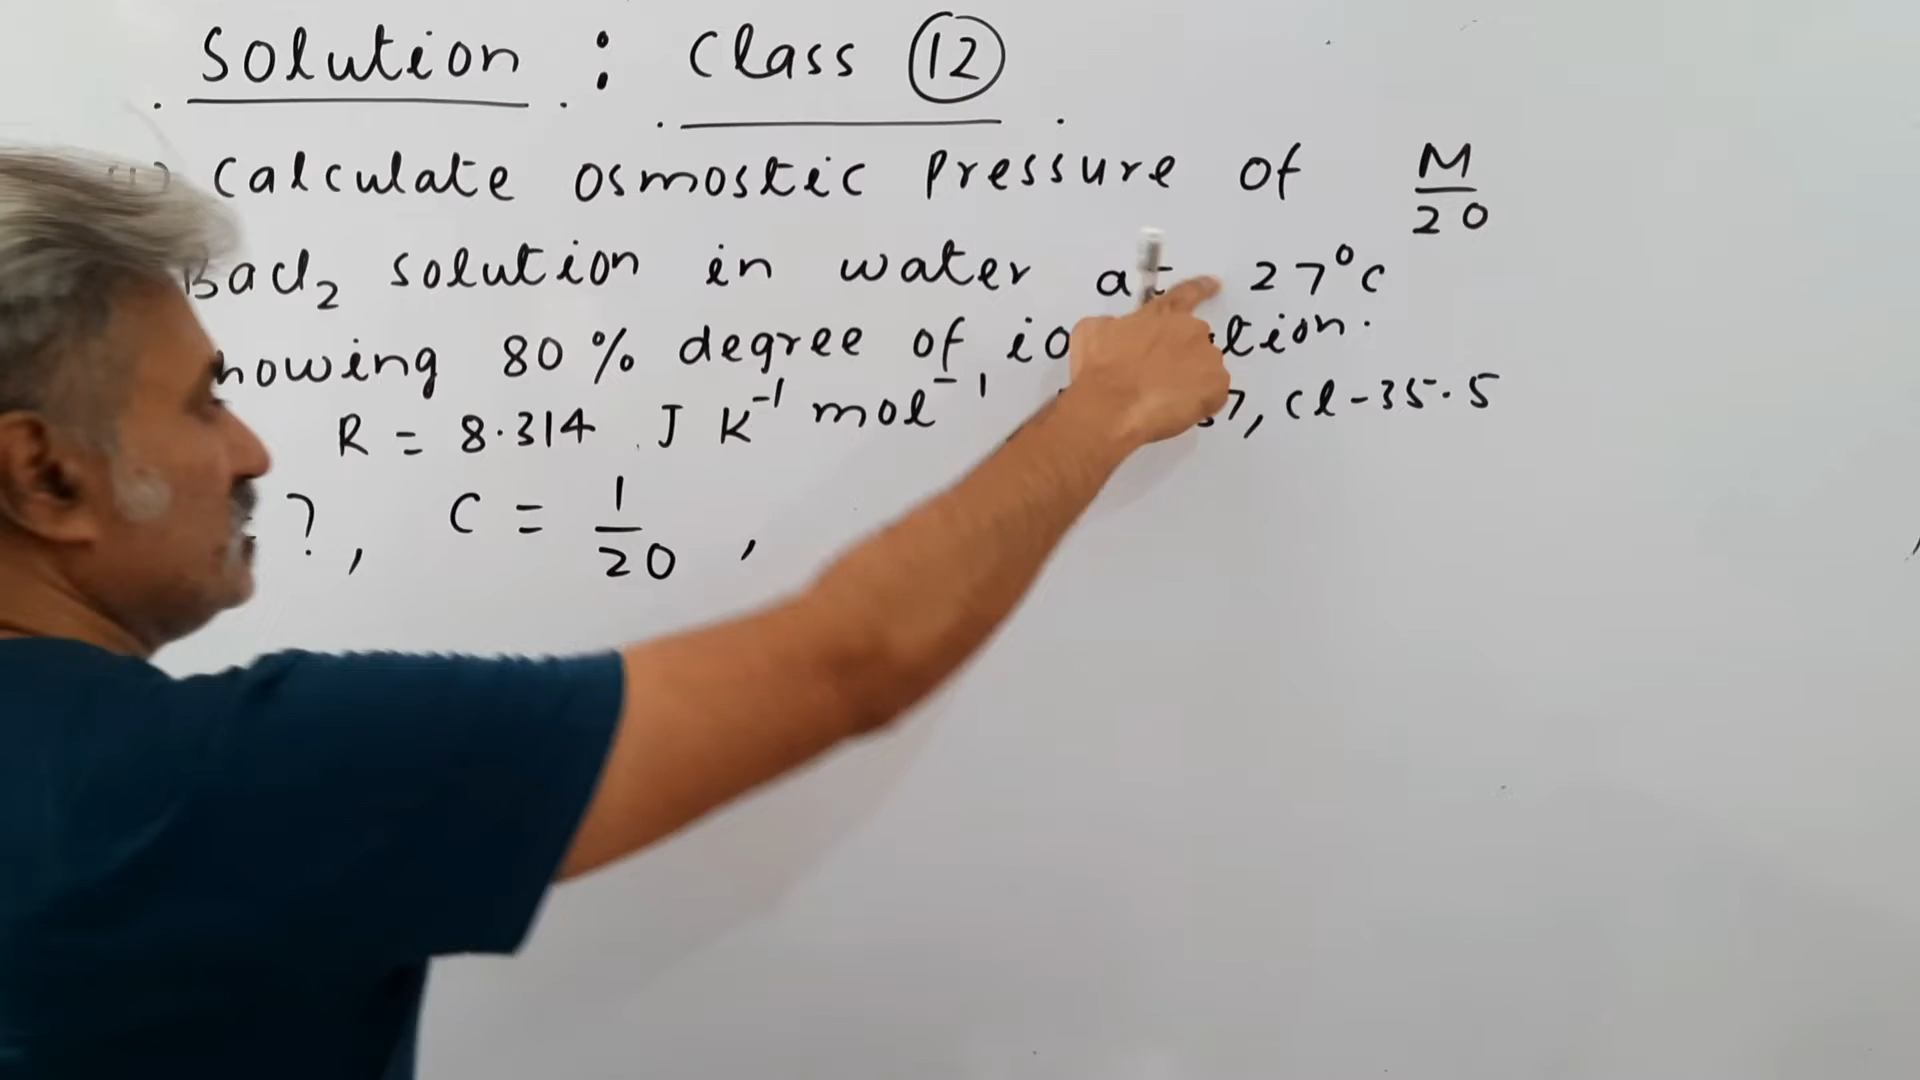 Solution : Class 12
Calculate osmostic pressure of M/20
BaCl2 solution in water at 27°C
howing 80% degree of
R = 8.314 J K⁻¹ mol⁻¹ 7, Cl-35.5
= ?, C = 1/20,